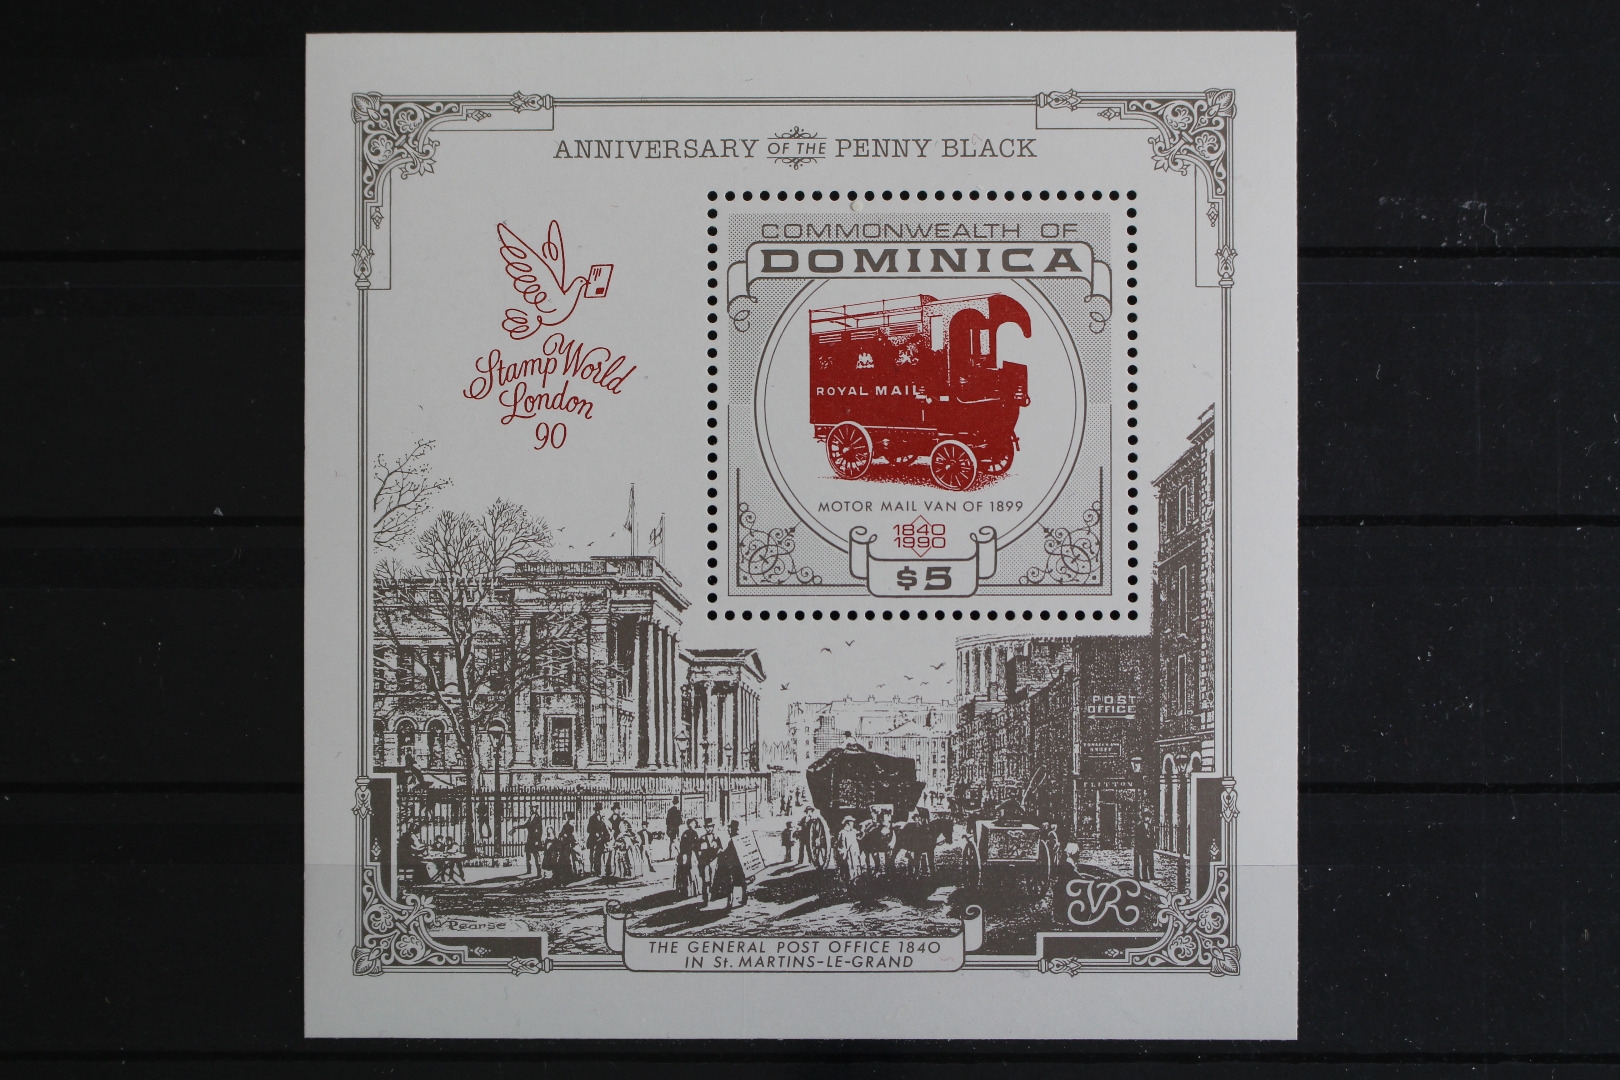 ANNIVERSARY OF THE PENNY BLACK
Stamp World
London
90
COMMONWEALTH OF
DOMINICA
ROYAL MAIL
MOTOR MAIL VAN OF 1899
1840
1990
$5
POST
OFFICE
VR
Pearse
THE GENERAL POST OFFICE 1840
IN St. MARTINS-LE-GRAND